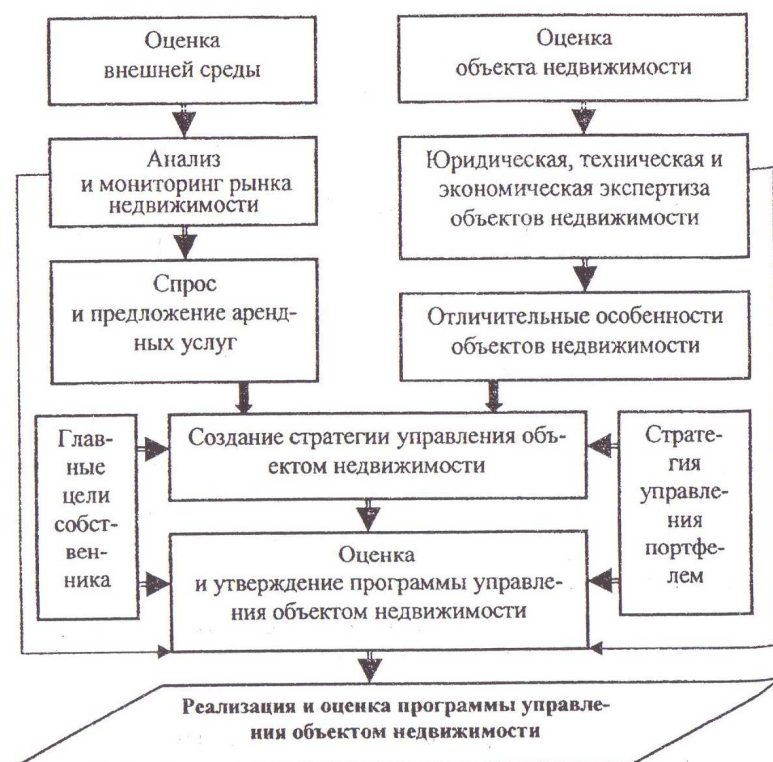 Оценка
внешней среды
Оценка
объекта недвижимости
Анализ
и мониторинг рынка
недвижимости
Юридическая, техническая и
экономическая экспертиза
объектов недвижимости
Спрос
и предложение аренд-
ных услуг
Отличительные особенности
объектов недвижимости
Глав-
ные
цели
собст-
вен-
ника
Создание стратегии управления объ-
ектом недвижимости
Страте-
гия
управле-
ния
портфе-
лем
Оценка
и утверждение программы управле-
ния объектом недвижимости
Реализация и оценка программы управле-
ния объектом недвижимости